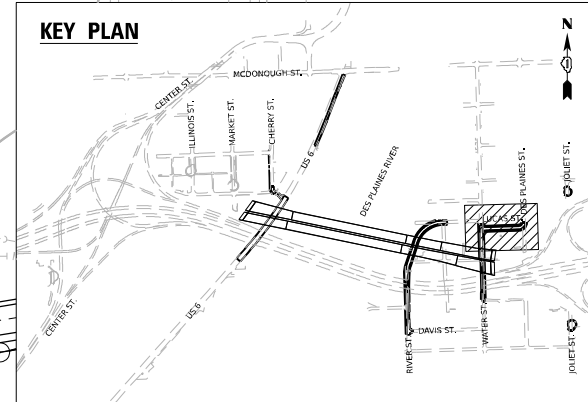 KEY PLAN
N
MCDONOUGH ST.
CENTER ST.
ILLINOIS ST.
MARKET ST.
CHERRY ST.
US 6
DES PLAINES RIVER
JOLIET ST.
DES PLAINES ST.
LUCAS ST.
CENTER ST.
US 6
RIVER ST.
DAVIS ST.
WATER ST.
JOLIET ST.